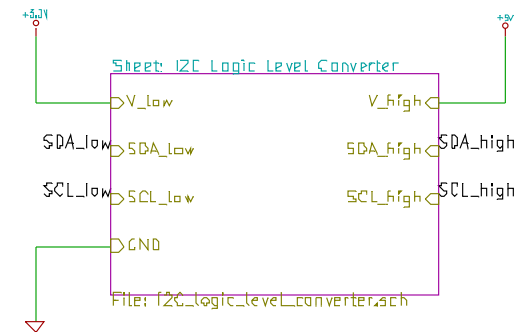 +3.3V
+5V
Sheet: I2C Logic Level Converter
V_low V_high
SDA_low SDA_low SDA_high SDA_high
SCL_low SCL_low SCL_high SCL_high
GND
File: I2C_logic_level_converter.sch